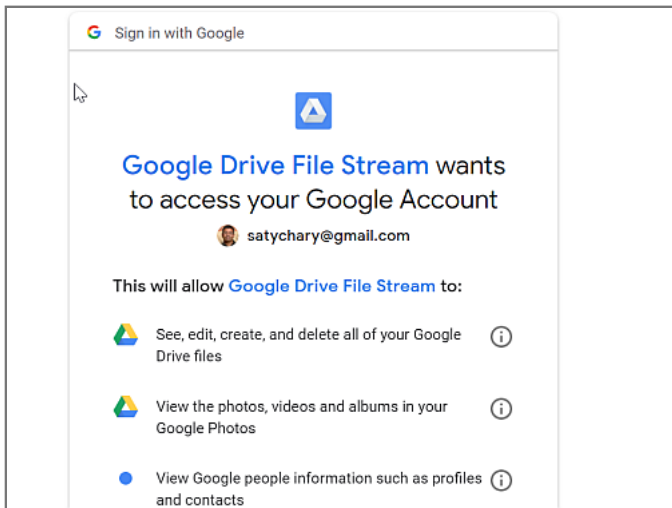 Sign in with Google
Google Drive File Stream wants
to access your Google Account
satychary@gmail.com
This will allow Google Drive File Stream to:
See, edit, create, and delete all of your Google
Drive files
View the photos, videos and albums in your
Google Photos
View Google people information such as profiles
and contacts